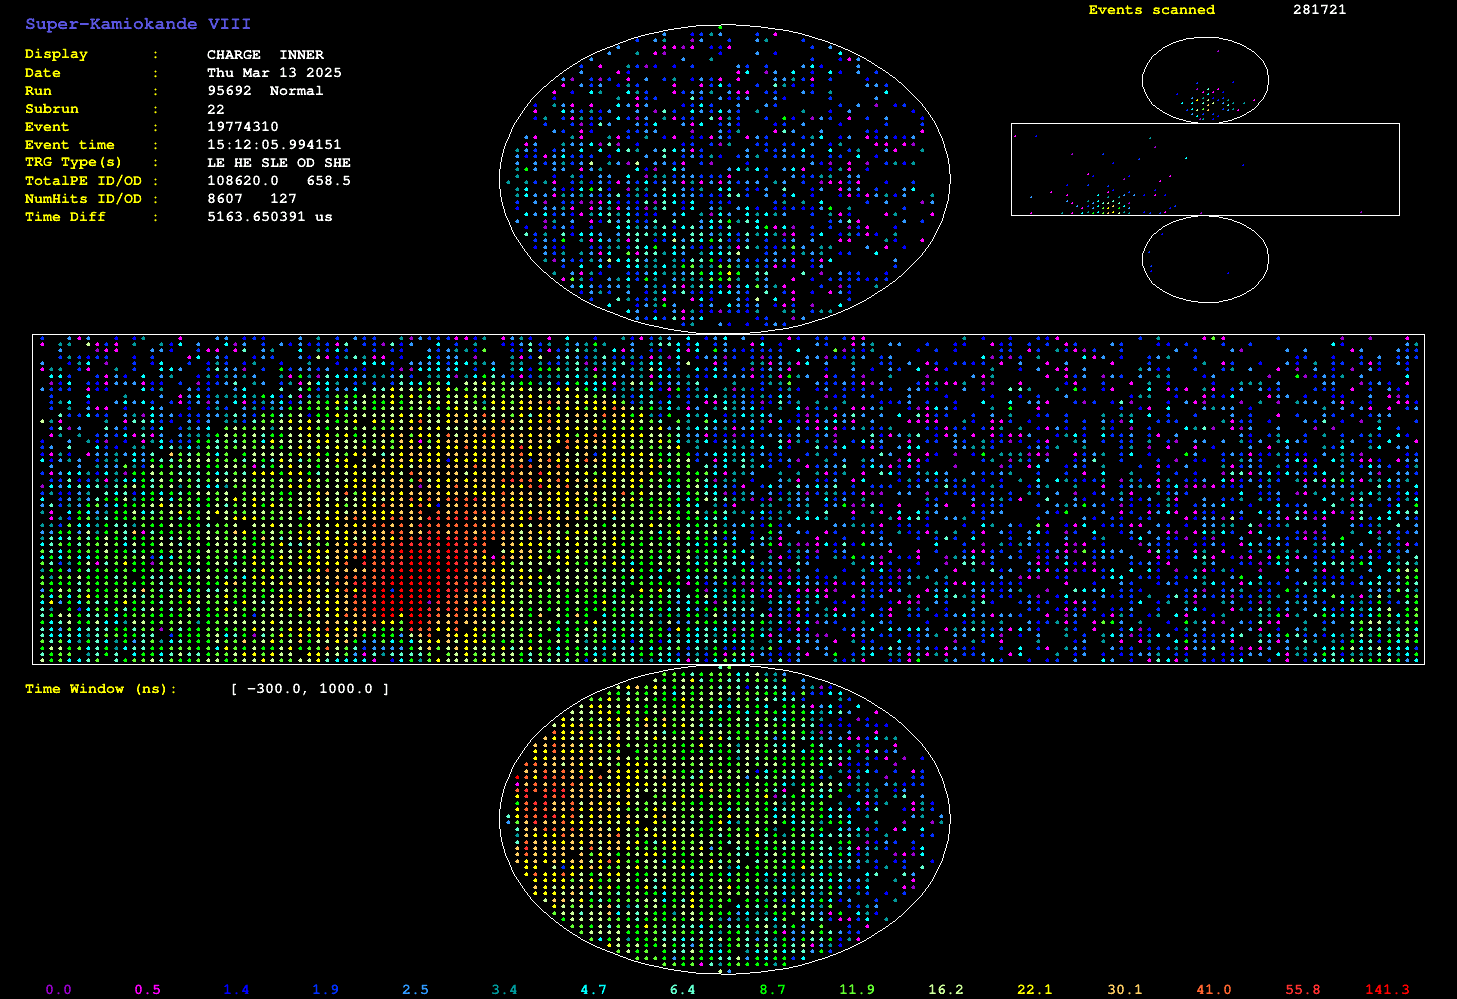 Super-Kamiokande VIII
Events scanned 281721
Display : CHARGE INNER
Date : Thu Mar 13 2025
Run : 95692 Normal
Subrun : 22
Event : 19774310
Event time : 15:12:05.994151
TRG Type(s) : LE HE SLE OD SHE
TotalPE ID/OD : 108620.0 658.5
NumHits ID/OD : 8607 127
Time Diff : 5163.650391 us
Time Window (ns): [ -300.0, 1000.0 ]
0.0 0.5 1.4 1.9 2.5 3.4 4.7 6.4 8.7 11.9 16.2 22.1 30.1 41.0 55.8 141.3